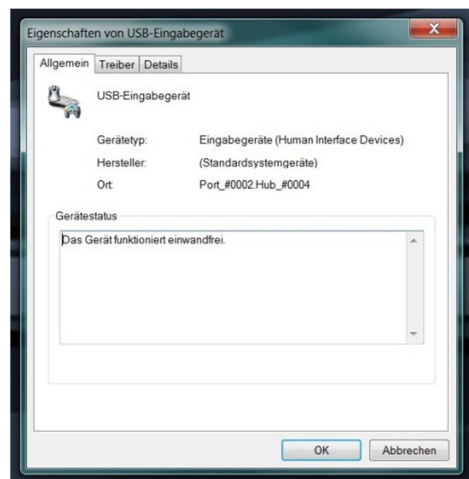 Eigenschaften von USB-Eingabegerät
Allgemein Treiber Details
USB-Eingabegerät
Gerätetyp: Eingabegeräte (Human Interface Devices)
Hersteller: (Standardsystemgeräte)
Ort: Port_#0002.Hub_#0004
Gerätestatus
Das Gerät funktioniert einwandfrei.
OK Abbrechen